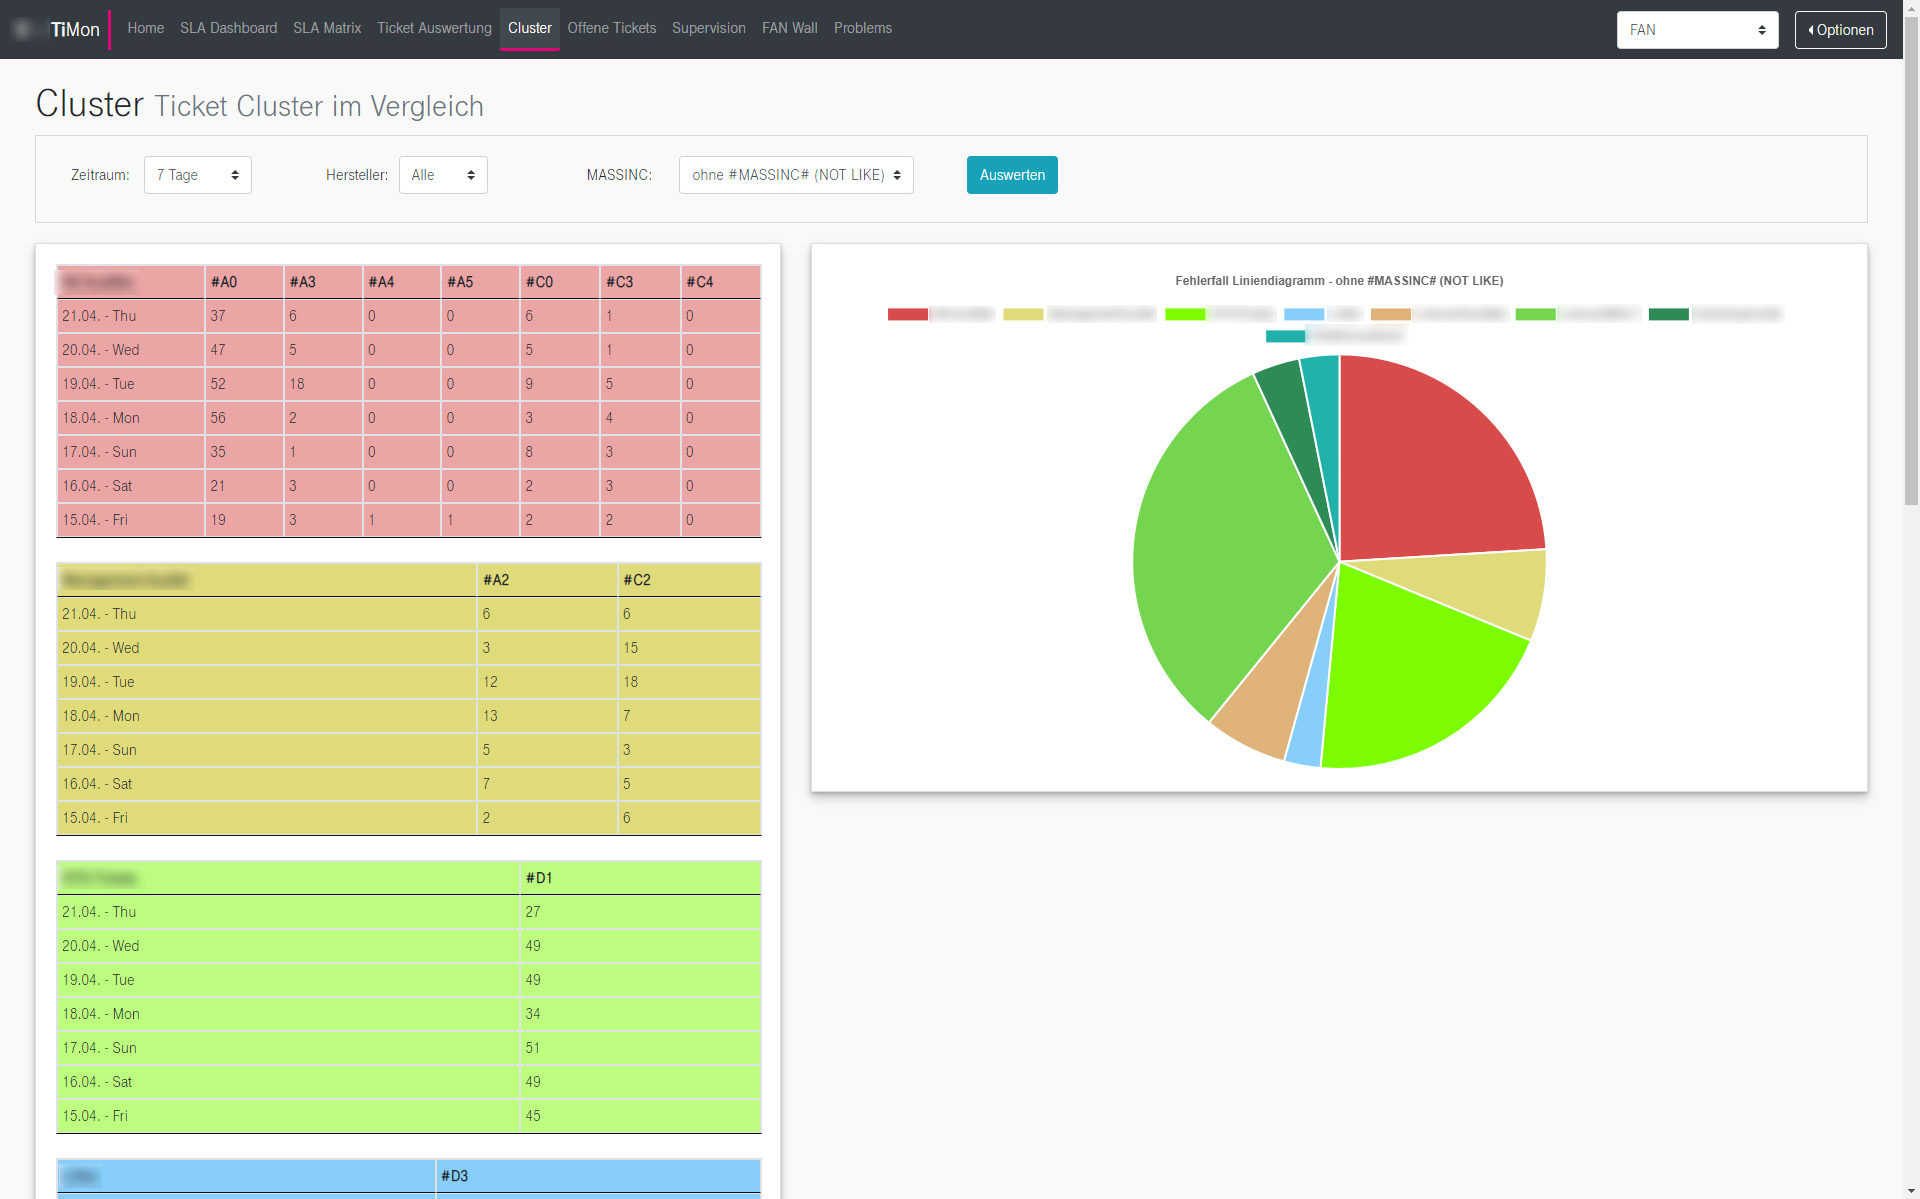 TiMon Home SLA Dashboard SLA Matrix Ticket Auswertung Cluster Offene Tickets Supervision FAN Wall Problems FAN Optionen
Cluster Ticket Cluster im Vergleich
Zeitraum: 7 Tage Hersteller: Alle MASSINC: ohne #MASSINC# (NOT LIKE) Auswerten
#A0 #A3 #A4 #A5 #C0 #C3 #C4
21.04. - Thu 37 6 0 0 6 1 0
20.04. - Wed 47 5 0 0 5 1 0
19.04. - Tue 52 18 0 0 9 5 0
18.04. - Mon 56 2 0 0 3 4 0
17.04. - Sun 35 1 0 0 8 3 0
16.04. - Sat 21 3 0 0 2 3 0
15.04. - Fri 19 3 1 1 2 2 0
#A2 #C2
21.04. - Thu 6 6
20.04. - Wed 3 15
19.04. - Tue 12 18
18.04. - Mon 13 7
17.04. - Sun 5 3
16.04. - Sat 7 5
15.04. - Fri 2 6
#D1
21.04. - Thu 27
20.04. - Wed 49
19.04. - Tue 49
18.04. - Mon 34
17.04. - Sun 51
16.04. - Sat 49
15.04. - Fri 45
#D3
Fehlerfall Liniendiagramm - ohne #MASSINC# (NOT LIKE)